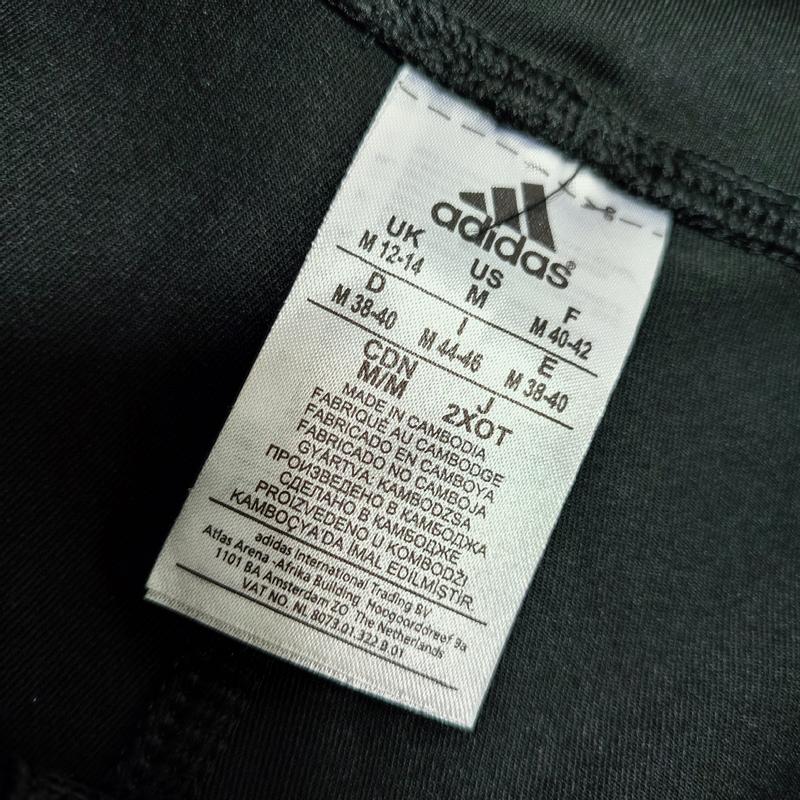 adidas®
UK US F
M 12-14 M M 40-42
D I E
M 38-40 M 44-46 M 38-40
CDN J
M/M 2XOT
MADE IN CAMBODIA
FABRIQUÉ AU CAMBODGE
FABRICADO EN CAMBOYA
FABRICADO NO CAMBOJA
GYÁRTVA: KAMBODZSA
ПРОИЗВЕДЕНО В КАМБОДЖА
СДЕЛАНО В КАМБОДЖЕ
PROIZVEDENO U KOMBODŽI
KAMBOÇYA'DA İMAL EDİLMİŞTİR
adidas International Trading BV
Atlas Arena -Afrika Building, Hoogoorddreef 9a
1101 BA Amsterdam ZO The Netherlands
VAT NO. NL 8073.01.322 B 01